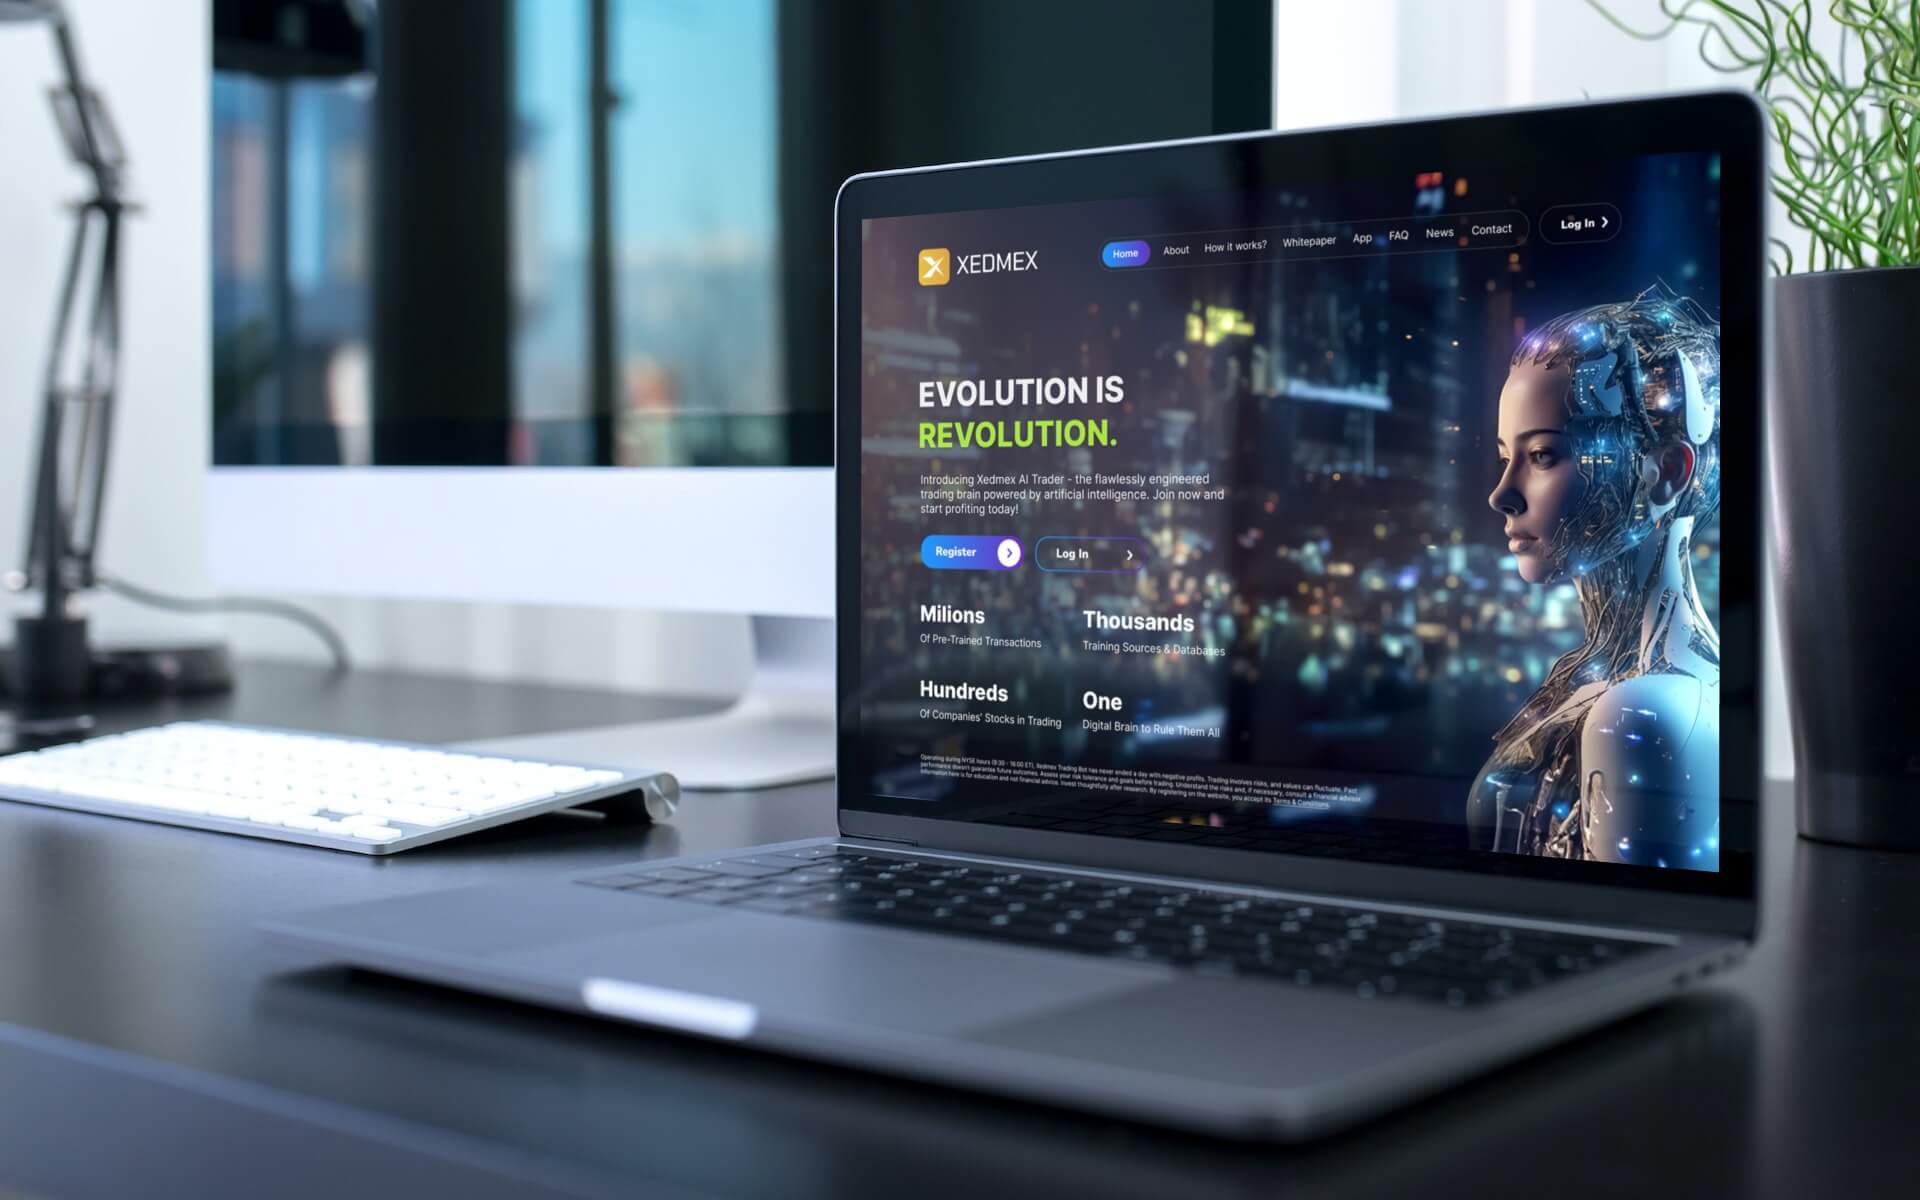 XEDMEX
Home About How it works? Whitepaper App FAQ News Contact
Log In
EVOLUTION IS
REVOLUTION.
Introducing Xedmex AI Trader - the flawlessly engineered
trading brain powered by artificial intelligence. Join now and
start profiting today!
Register
Log In
Milions
Of Pre-Trained Transactions
Thousands
Training Sources & Databases
Hundreds
Of Companies' Stocks in Trading
One
Digital Brain to Rule Them All
Operating during NYSE hours (9:30 - 16:00 ET), Xedmex Trading Bot has never ended a day with negative profits. Trading involves risks, and values can fluctuate. Past
performance doesn't guarantee future outcomes. Assess your risk tolerance and goals before trading. Understand the risks and, if necessary, consult a financial advisor.
Information here is for education and not financial advice. Invest thoughtfully after research. By registering on the website, you accept its Terms & Conditions.